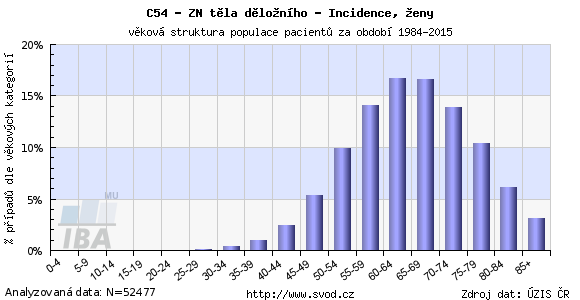 C54 - ZN těla děložního - Incidence, ženy
věková struktura populace pacientů za období 1984-2015
% případů dle věkových kategorií
20%
15%
10%
5%
0%
MU
IBA
0-4
5-9
10-14
15-19
20-24
25-29
30-34
35-39
40-44
45-49
50-54
55-59
60-64
65-69
70-74
75-79
80-84
85+
Analyzovaná data: N=52477
http://www.svod.cz
Zdroj dat: ÚZIS ČR